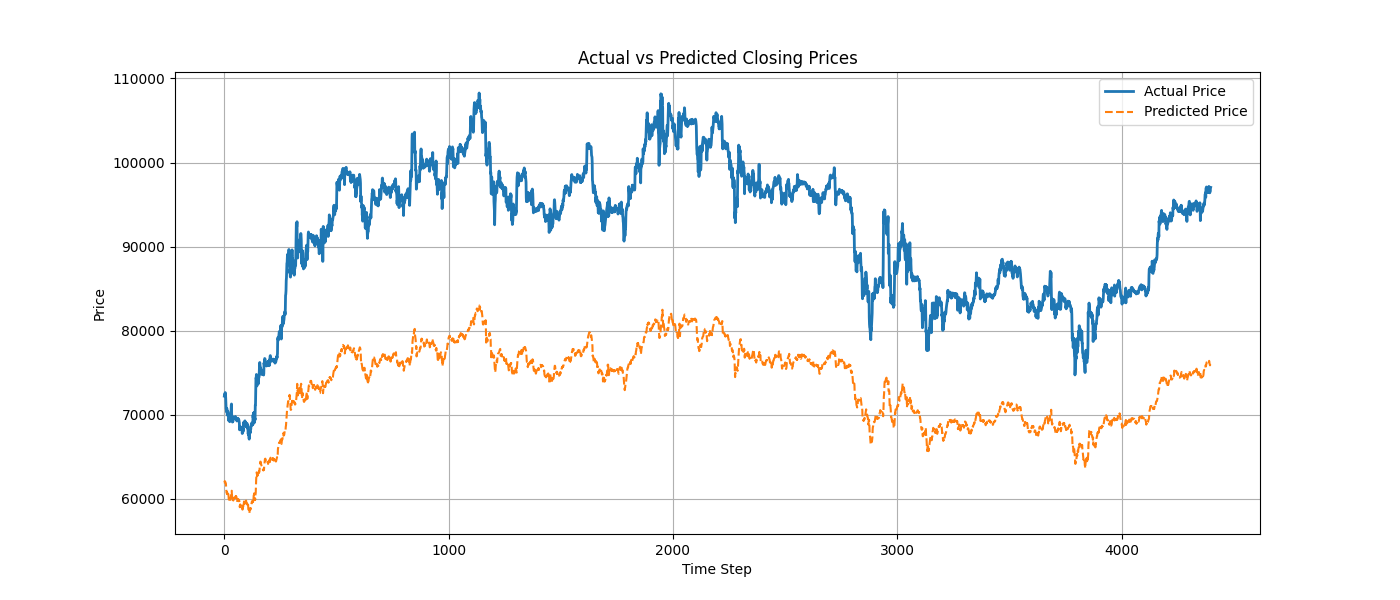 Actual vs Predicted Closing Prices
Actual Price
Predicted Price
110000
100000
90000
80000
70000
60000
Price
0
1000
2000
3000
4000
Time Step